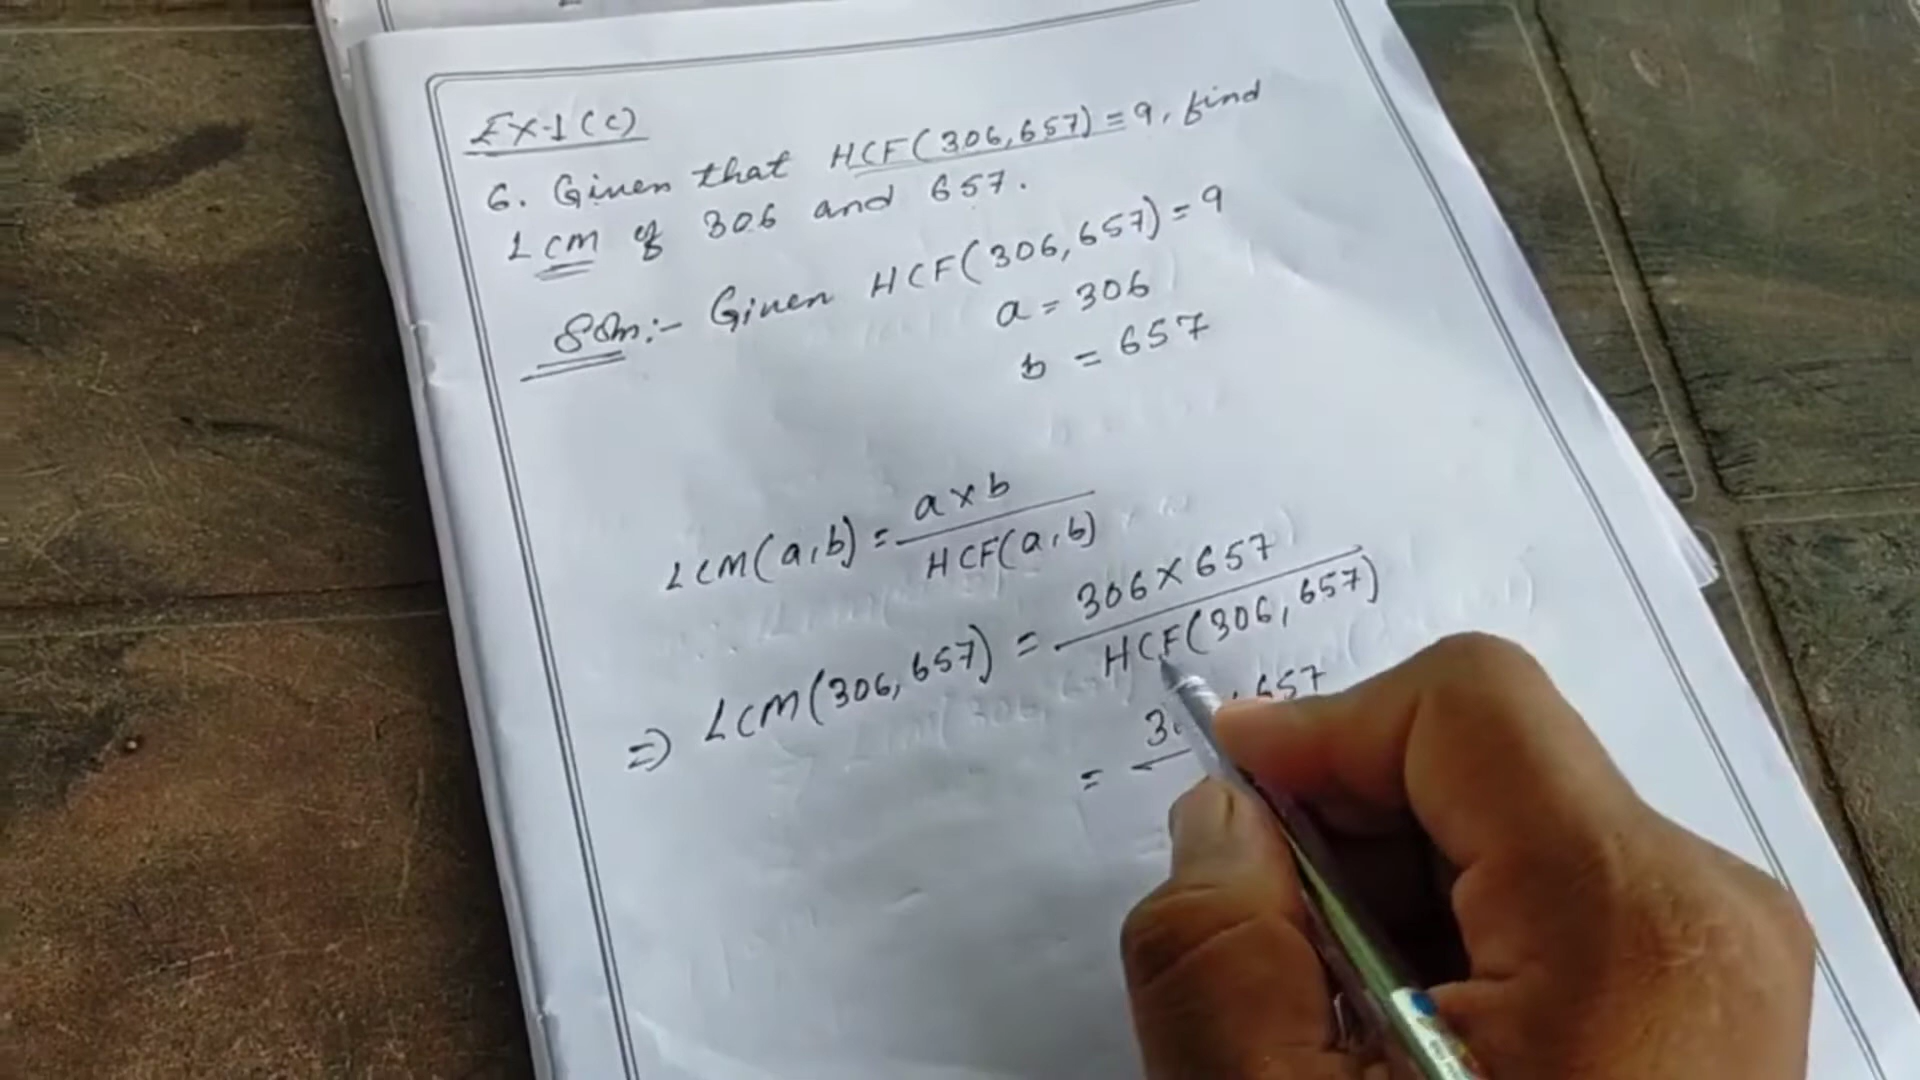 Ex-1(c)
6. Given that HCF(306,657)=9, find
LCM of 306 and 657.
Soln:- Given HCF(306,657)=9
a=306
b=657
LCM(a,b)=a×b
HCF(a,b)
⇒ LCM(306,657) = 306×657
HCF(306,657)
= 657